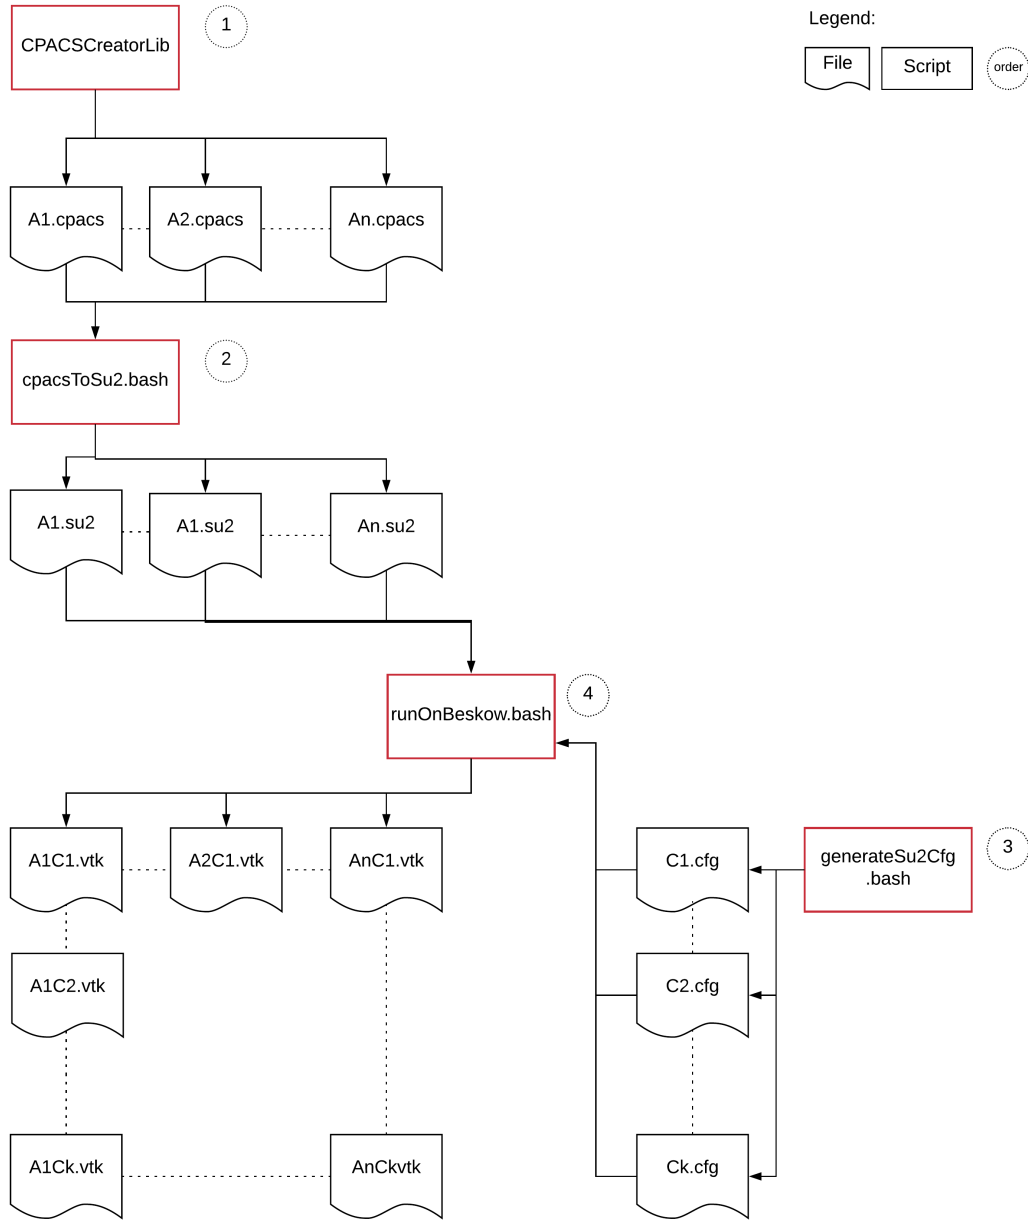 Legend:
CPACSCreatorLib
1
File
Script
order
A1.cpacs
A2.cpacs
An.cpacs
cpacsToSu2.bash
2
A1.su2
A1.su2
An.su2
runOnBeskow.bash
4
A1C1.vtk
A2C1.vtk
AnC1.vtk
C1.cfg
generateSu2Cfg
.bash
3
A1C2.vtk
C2.cfg
A1Ck.vtk
AnCkvtk
Ck.cfg